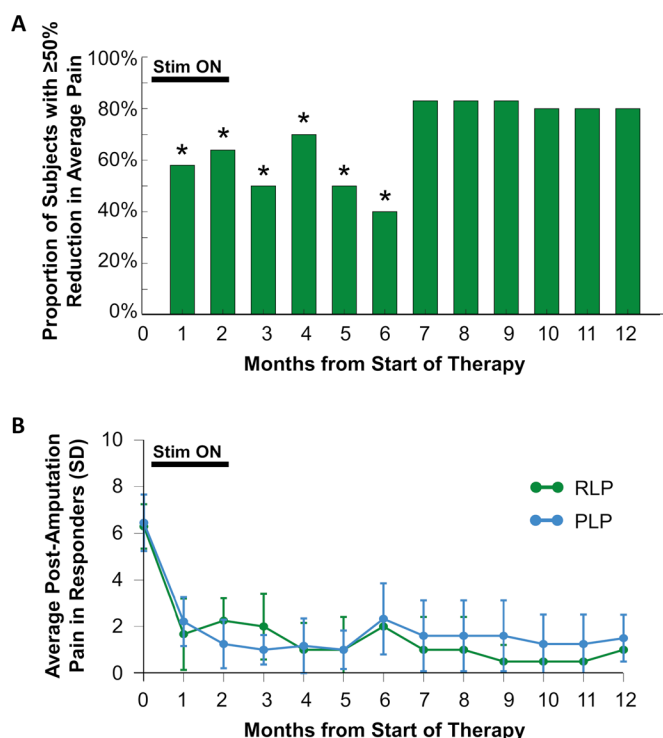 A
Proportion of Subjects with ≥50%
Reduction in Average Pain
100%
80%
60%
40%
20%
0%
Stim ON
* * * * * *
0 1 2 3 4 5 6 7 8 9 10 11 12
Months from Start of Therapy
B
Average Post-Amputation
Pain in Responders (SD)
10
8
6
4
2
0
Stim ON
RLP
PLP
0 1 2 3 4 5 6 7 8 9 10 11 12
Months from Start of Therapy